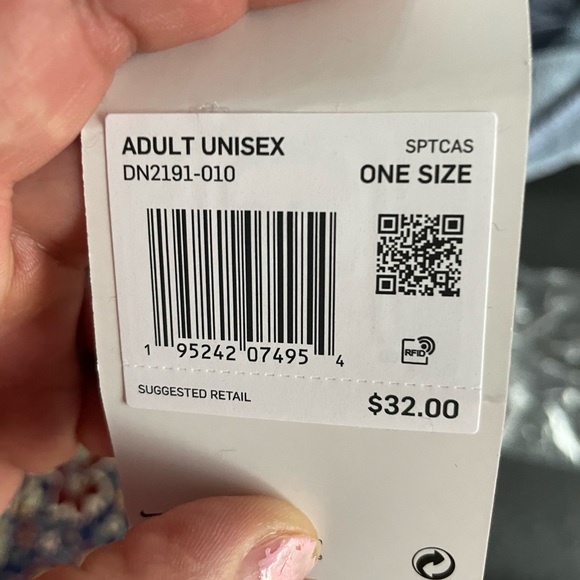 ADULT UNISEX
SPTCAS
DN2191-010
ONE SIZE
RFID
1 95242 07495 4
SUGGESTED RETAIL
$32.00